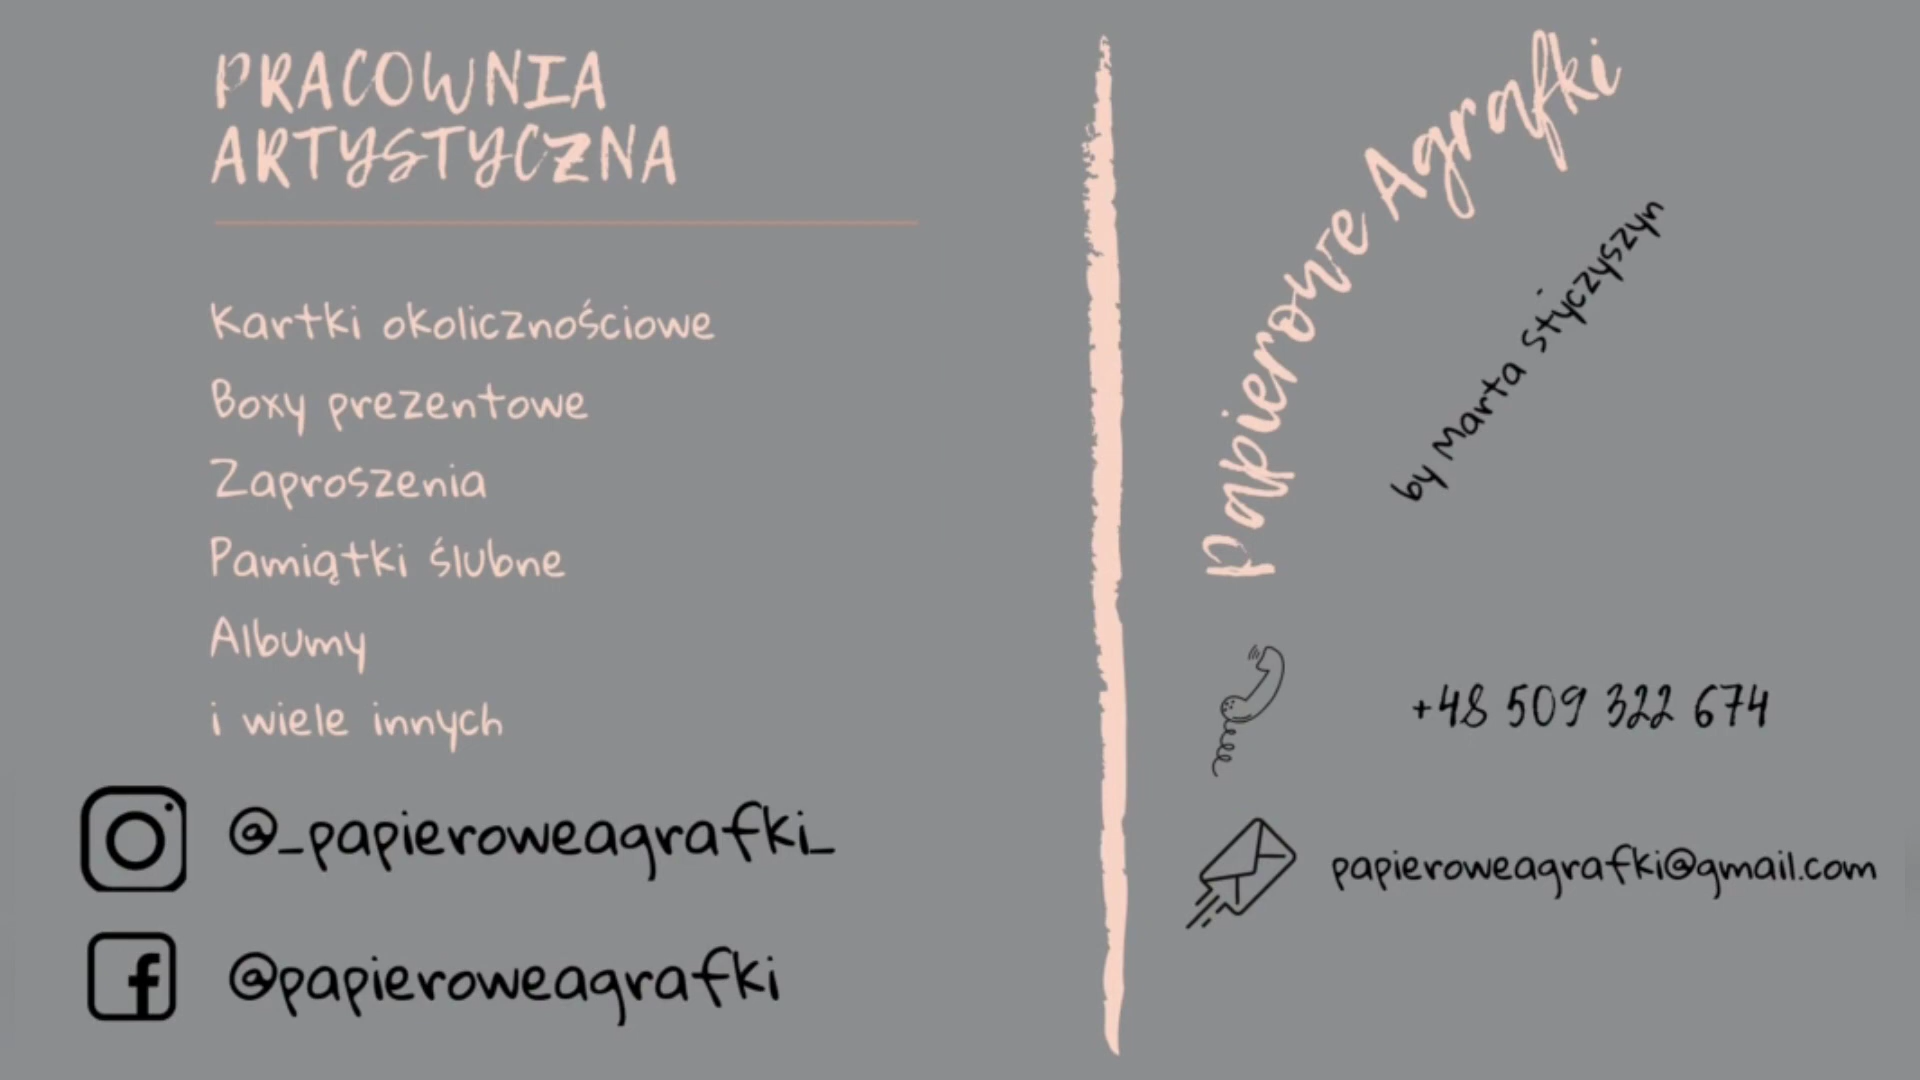 PRACOWNIA
ARTYSTYCZNA
Kartki okolicznościowe
Boxy prezentowe
Zaproszenia
Pamiątki ślubne
Albumy
i wiele innych
@_papieroweagrafki_
@papieroweagrafki
Papierowe Agrafki
by Marta Styczyszyn
+48 509 322 674
papieroweagrafki@gmail.com